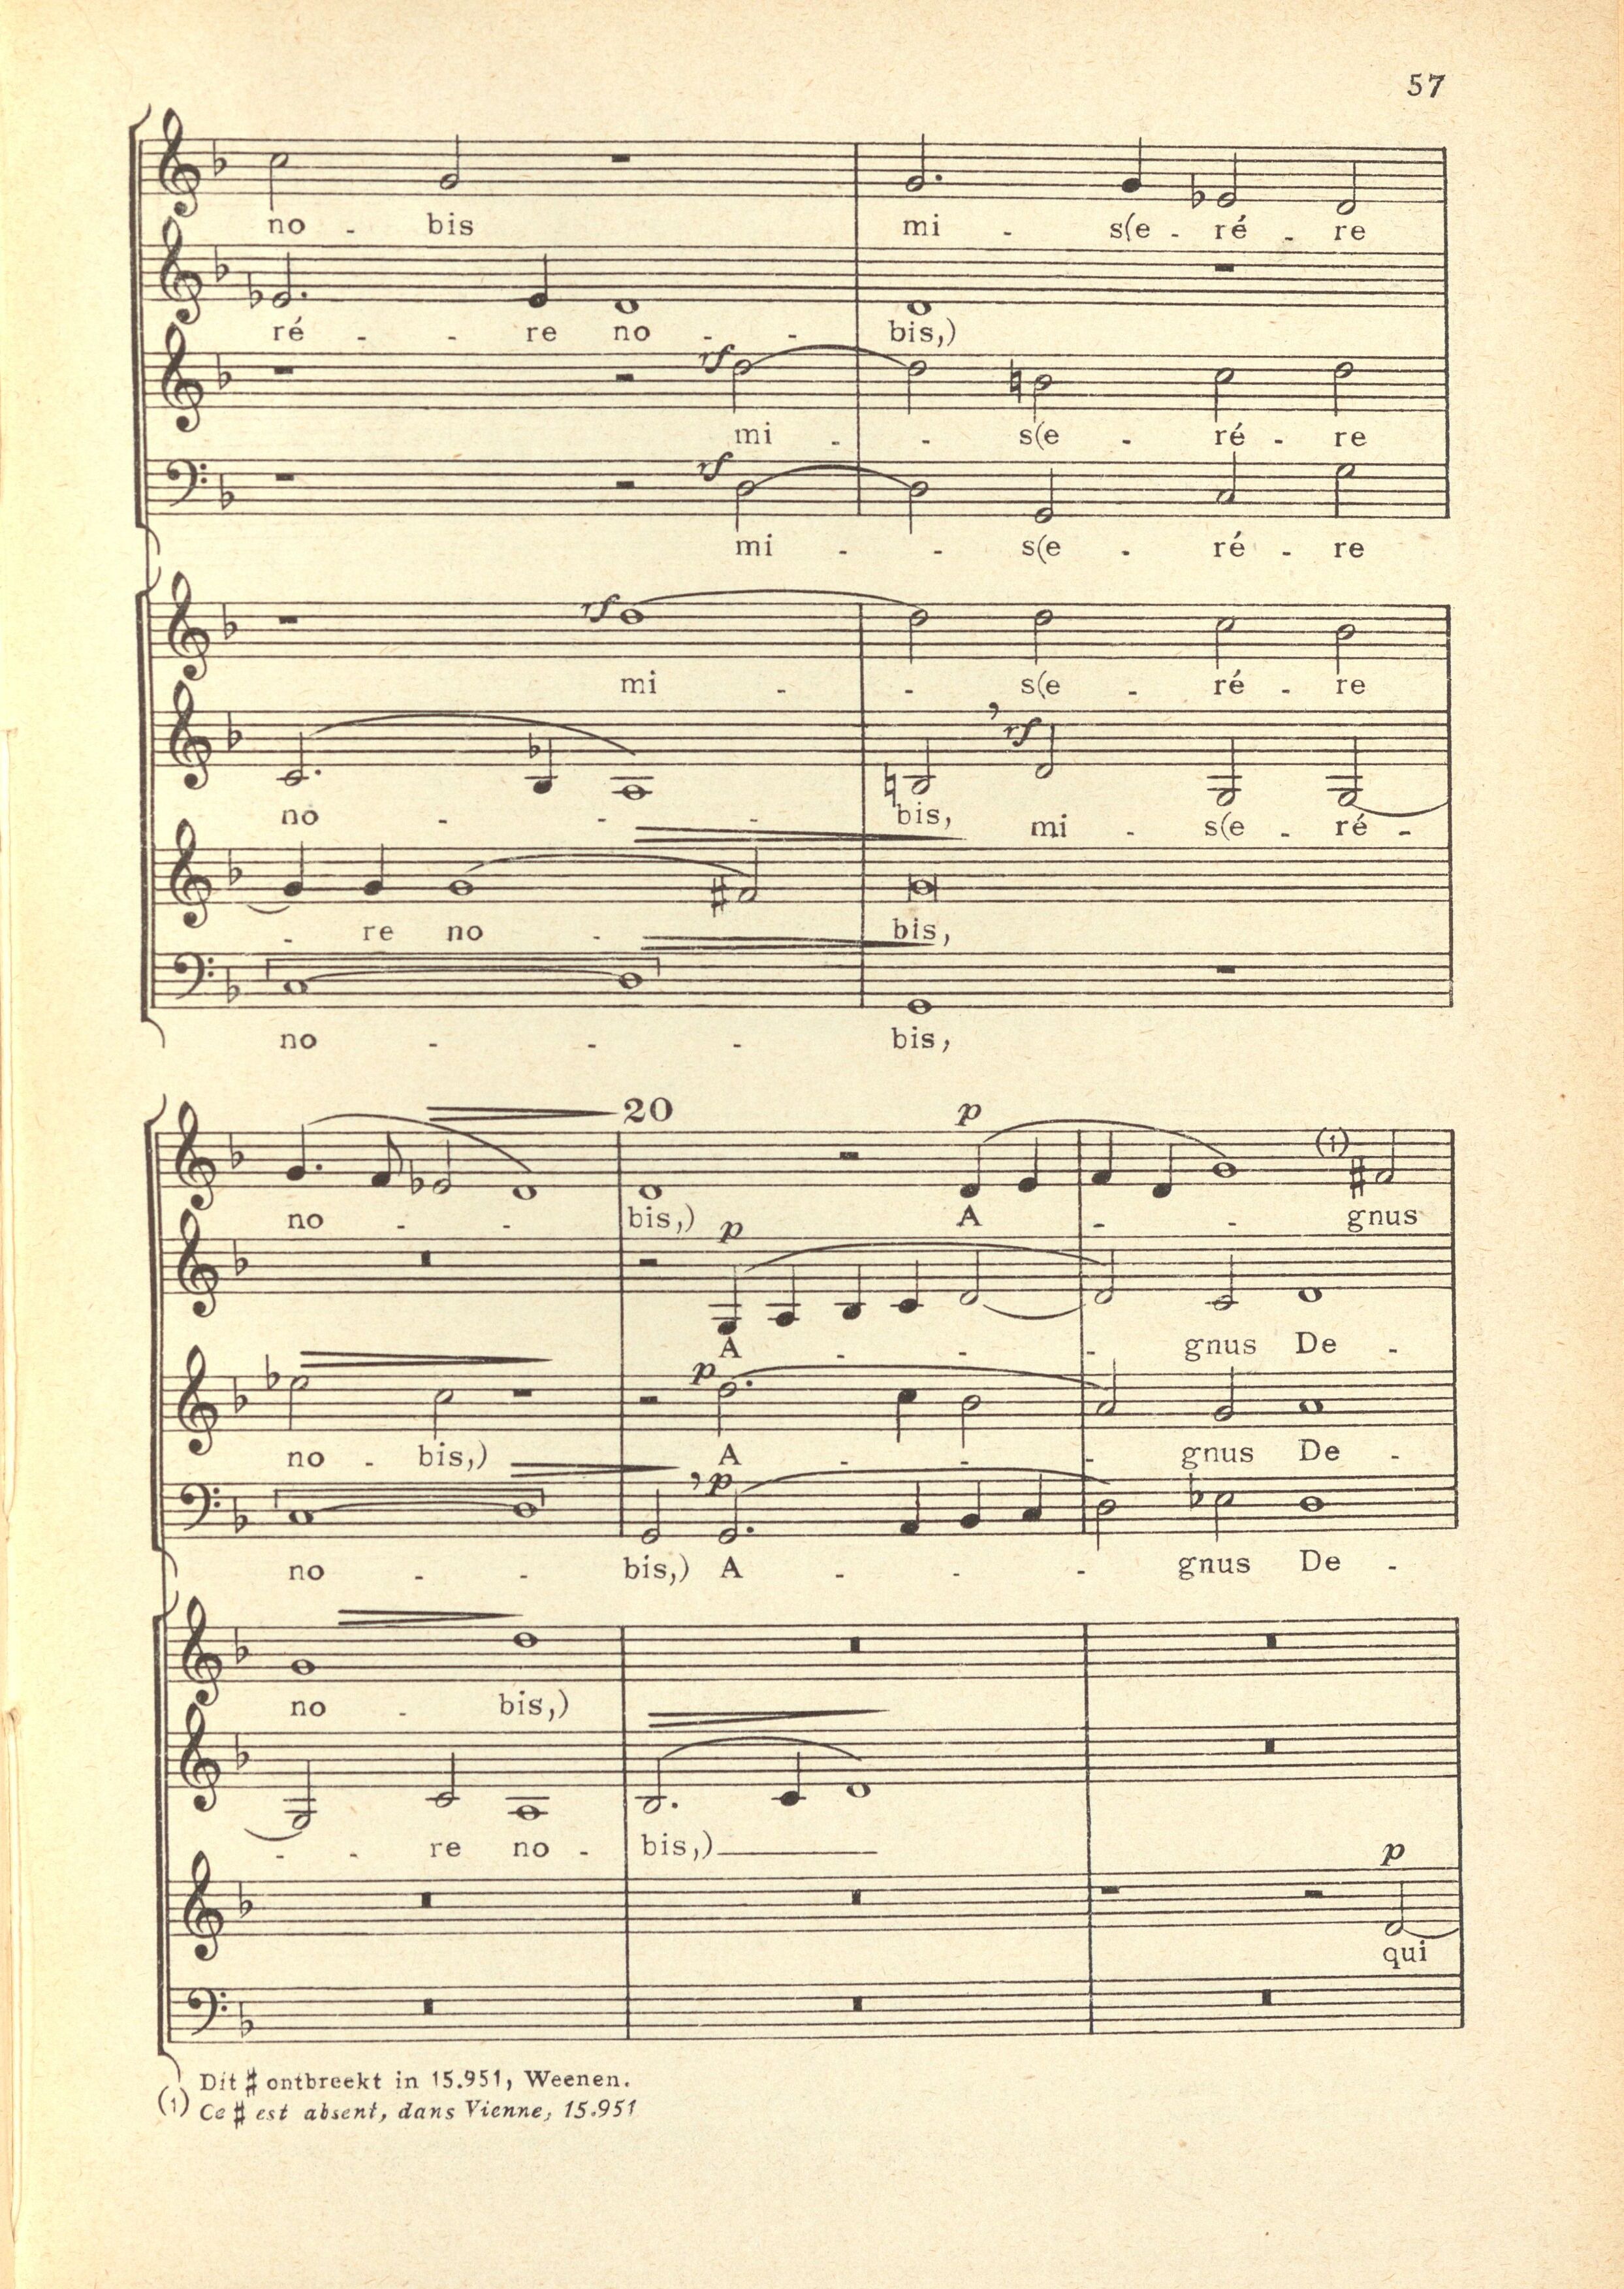 57
no - bis mi - s(e - ré - re
ré - - re no - - bis,)
rf
mi - - s(e - ré - re
rf
mi - - s(e - ré - re
rf
mi - - s(e - ré - re
rf
no - - - bis, mi - s(e - ré -
- re no - bis,
no - - - bis,
20 p
(1)
no - - bis,) A - - gnus
p
A - - - gnus De -
p
no - bis,) A - - - gnus De -
p
no - - bis,) A - - - gnus De -
no - bis,)
- - re no - bis,)
p
qui
Dit ♯ ontbreekt in 15.951, Weenen.
(1) Ce ♯ est absent, dans Vienne, 15.951